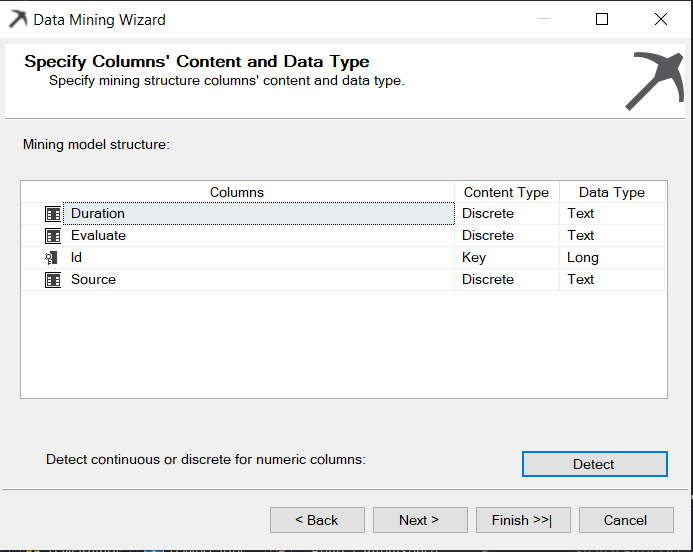 Data Mining Wizard
Specify Columns' Content and Data Type
Specify mining structure columns' content and data type.
Mining model structure:
Columns Content Type Data Type
Duration Discrete Text
Evaluate Discrete Text
Id Key Long
Source Discrete Text
Detect continuous or discrete for numeric columns:
Detect
< Back Next > Finish >>| Cancel